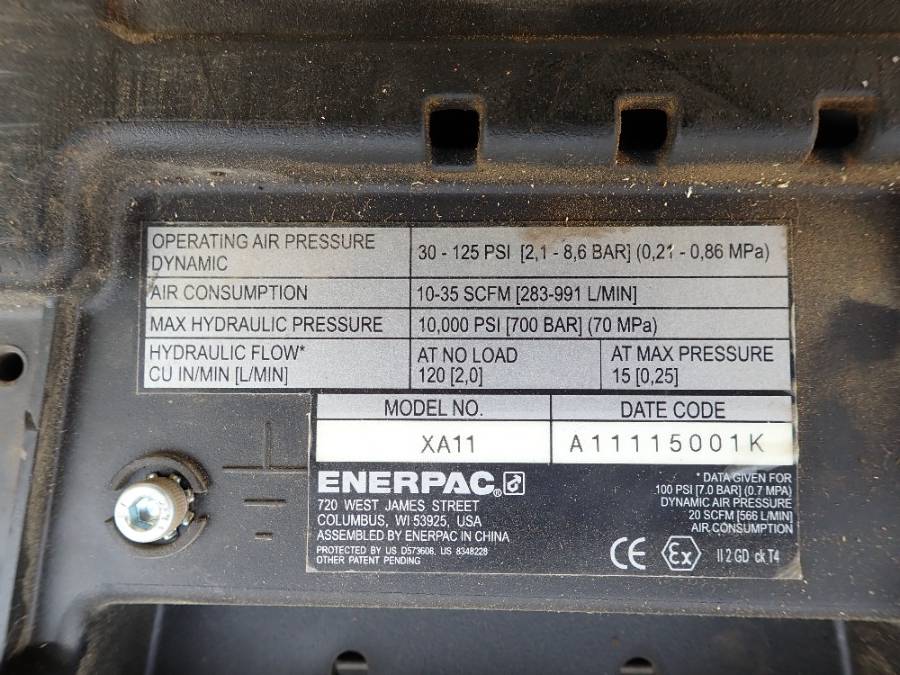 OPERATING AIR PRESSURE
DYNAMIC
30 - 125 PSI [2,1 - 8,6 BAR] (0,21 - 0,86 MPa)
AIR CONSUMPTION
10-35 SCFM [283-991 L/MIN]
MAX HYDRAULIC PRESSURE
10,000 PSI [700 BAR] (70 MPa)
HYDRAULIC FLOW*
CU IN/MIN [L/MIN]
AT NO LOAD
120 [2,0]
AT MAX PRESSURE
15 [0,25]
MODEL NO.
DATE CODE
XA11
A11115001K
ENERPAC®
720 WEST JAMES STREET
COLUMBUS, WI 53925, USA
ASSEMBLED BY ENERPAC IN CHINA
PROTECTED BY US D573608, US 8348228
OTHER PATENT PENDING
* DATA GIVEN FOR
100 PSI [7.0 BAR] (0.7 MPA)
DYNAMIC AIR PRESSURE
20 SCFM [566 L/MIN]
AIR CONSUMPTION
CE Ex II 2 GD ck T4